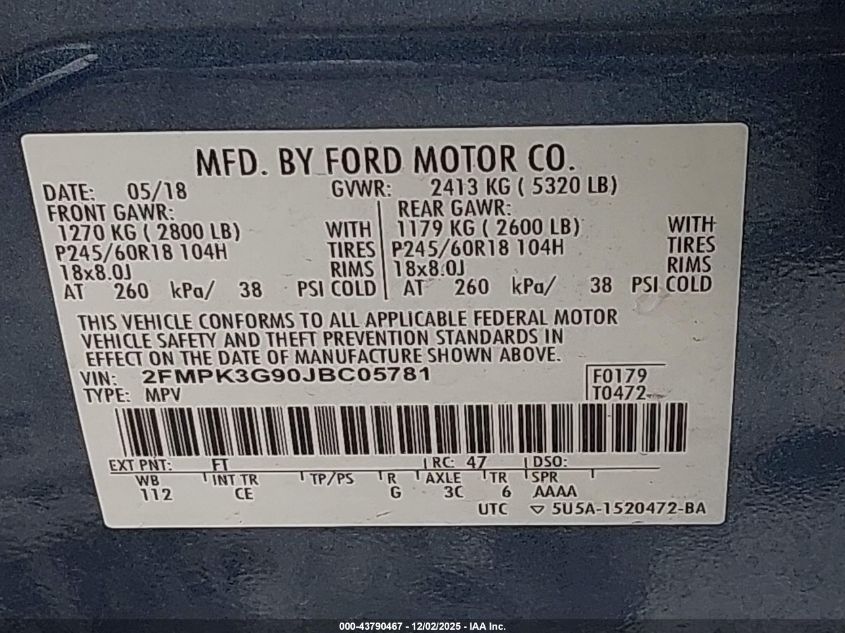 MFD. BY FORD MOTOR CO.
DATE: 05/18 GVWR: 2413 KG ( 5320 LB)
FRONT GAWR: REAR GAWR:
1270 KG ( 2800 LB) WITH 1179 KG ( 2600 LB) WITH
P245/60R18 104H TIRES P245/60R18 104H TIRES
18x8.0J RIMS 18x8.0J RIMS
AT 260 kPa/ 38 PSI COLD AT 260 kPa/ 38 PSI COLD
THIS VEHICLE CONFORMS TO ALL APPLICABLE FEDERAL MOTOR
VEHICLE SAFETY AND THEFT PREVENTION STANDARDS IN
EFFECT ON THE DATE OF MANUFACTURE SHOWN ABOVE.
VIN: 2FMPK3G90JBC05781 F0179
TYPE: MPV T0472
EXT PNT: FT RC: 47 DSO:
WB INT TR TP/PS R AXLE TR SPR
112 CE G 3C 6 AAAA
UTC ▽ 5U5A-1520472-BA
000-43790467 - 12/02/2025 - IAA Inc.